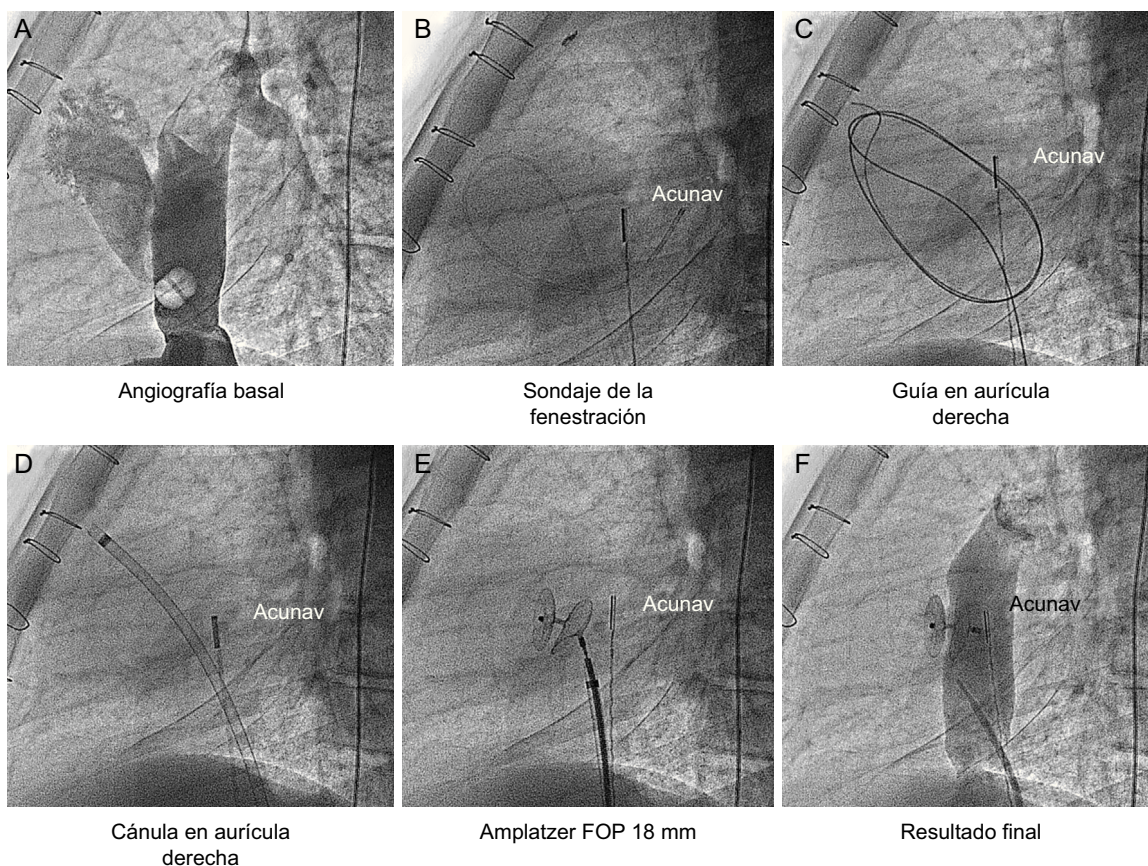 A
B
C
Acunav
Acunav
Angiografía basal
Sondaje de la
fenestración
Guía en aurícula
derecha
D
E
F
Acunav
Acunav
Acunav
Cánula en aurícula
derecha
Amplatzer FOP 18 mm
Resultado final